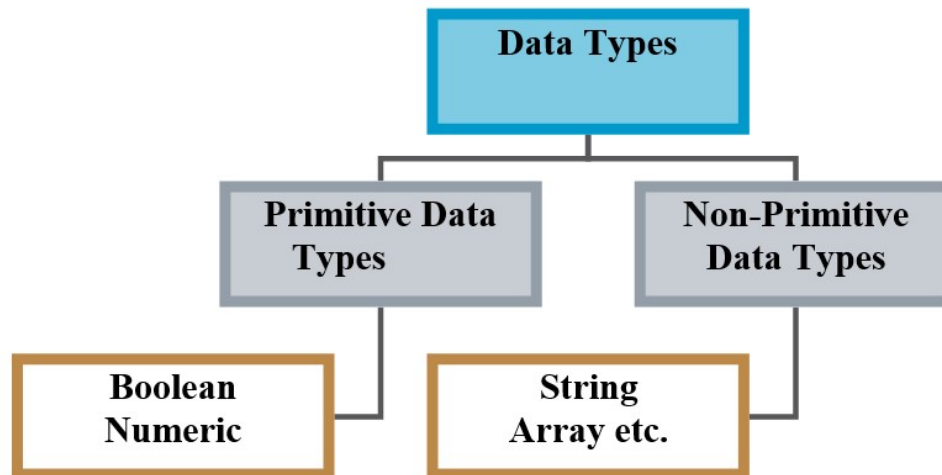 Data Types
Primitive Data
Types
Non-Primitive
Data Types
Boolean
Numeric
String
Array etc.